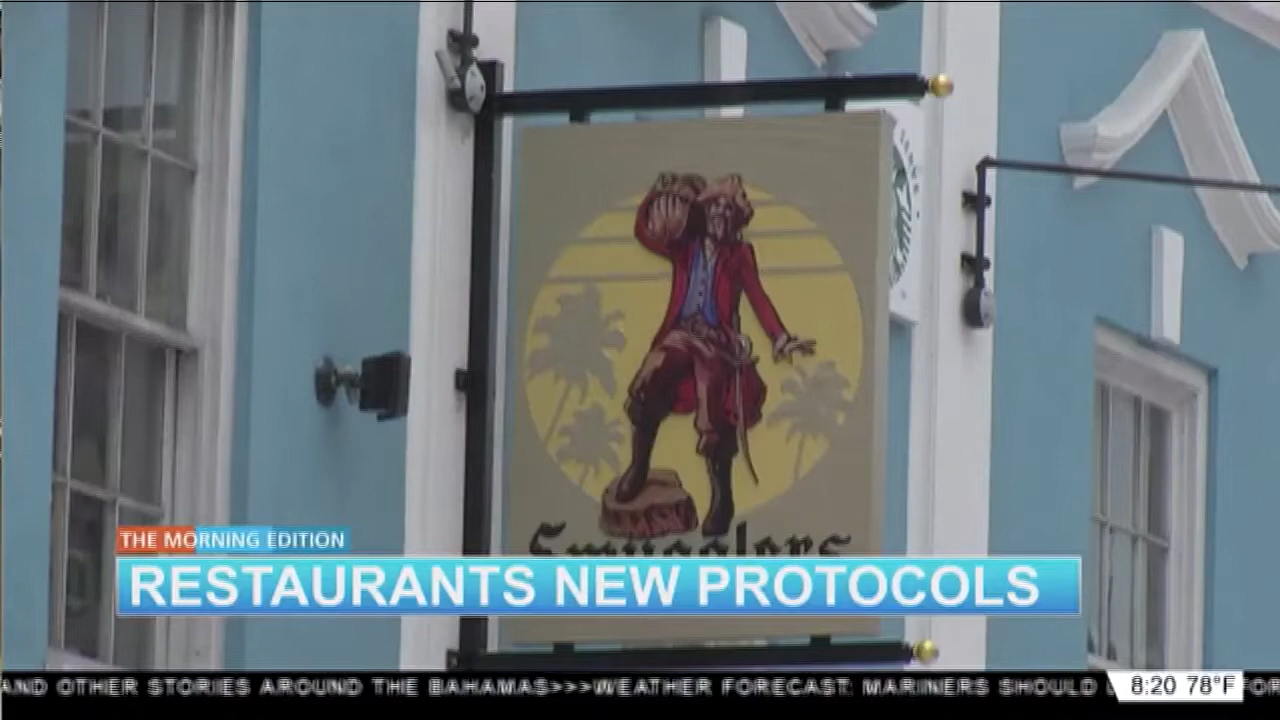 Smugglers
THE MORNING EDITION
RESTAURANTS NEW PROTOCOLS
AND OTHER STORIES AROUND THE BAHAMAS>>>WEATHER FORECAST: MARINERS SHOULD
8:20 78°F